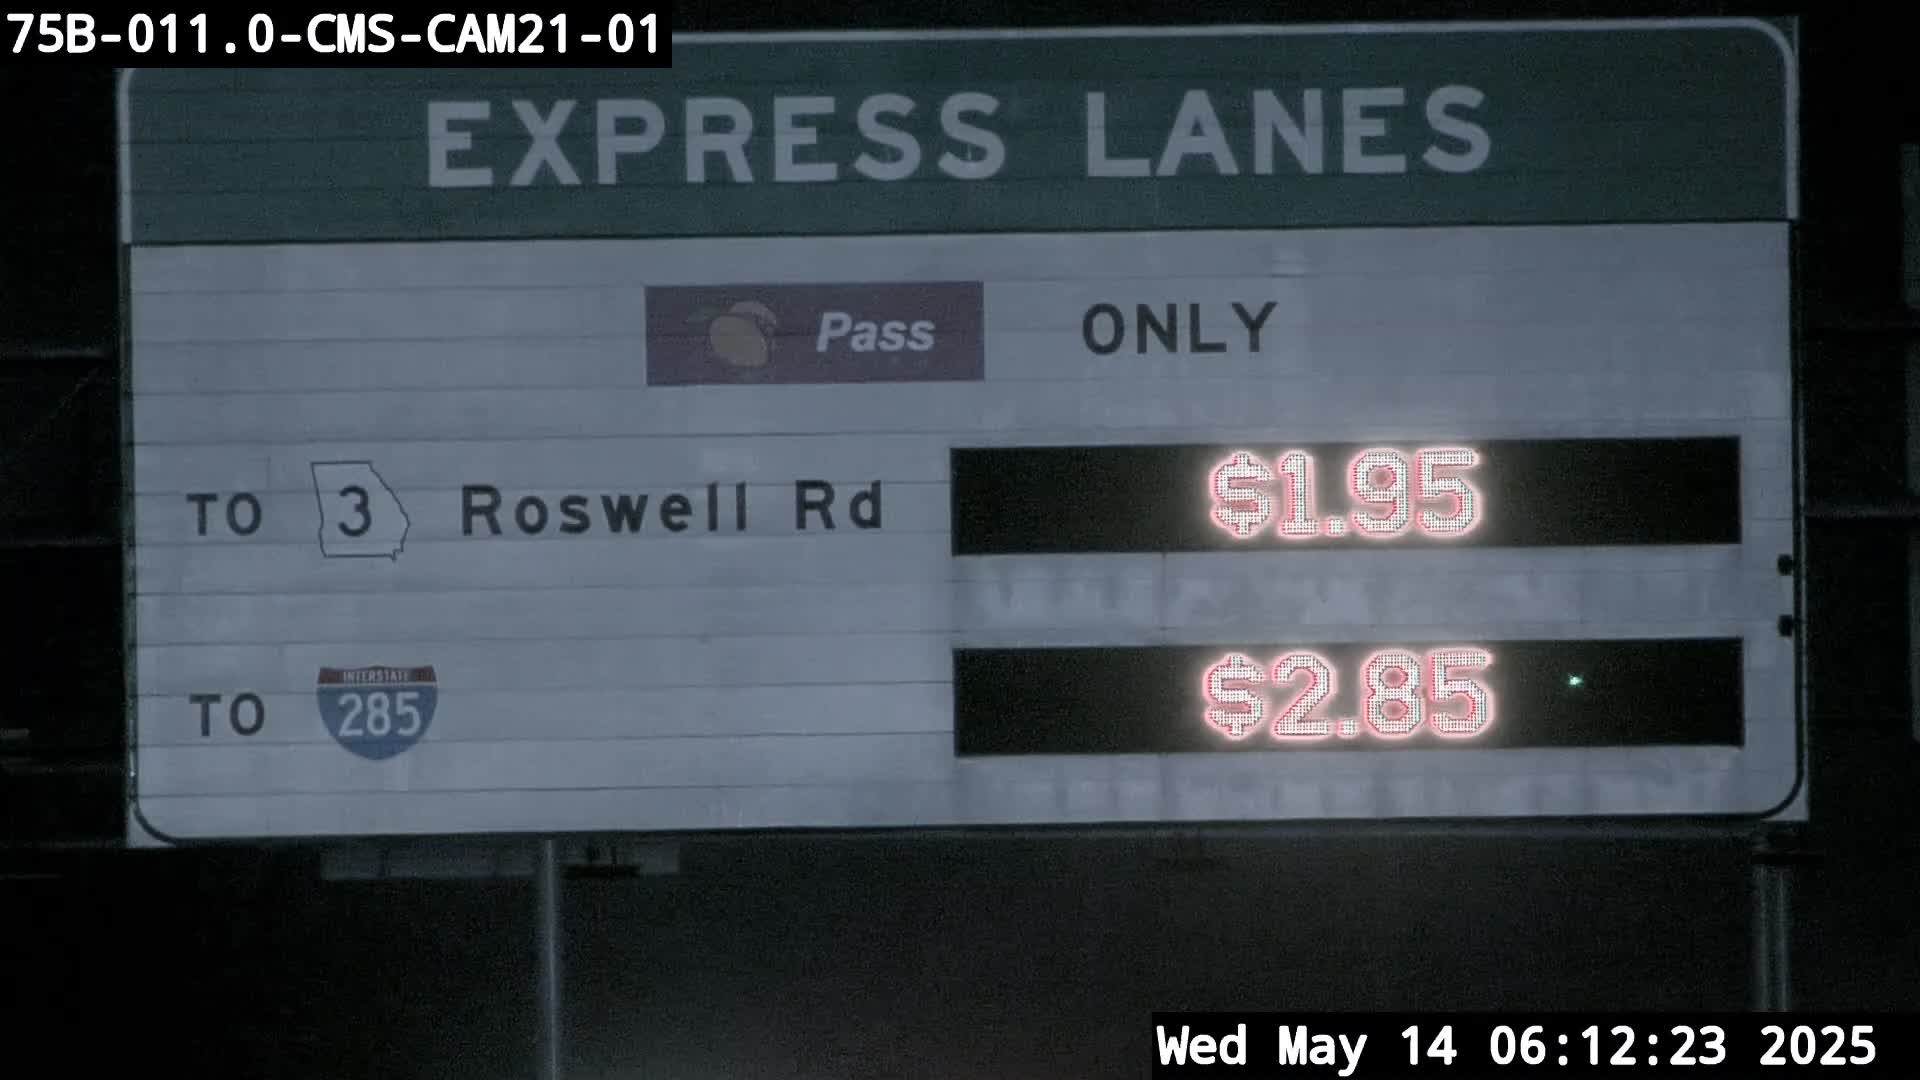 75B-011.0-CMS-CAM21-01
EXPRESS LANES
Pass ONLY
TO 3 Roswell Rd $1.95
INTERSTATE
TO 285 $2.85
Wed May 14 06:12:23 2025